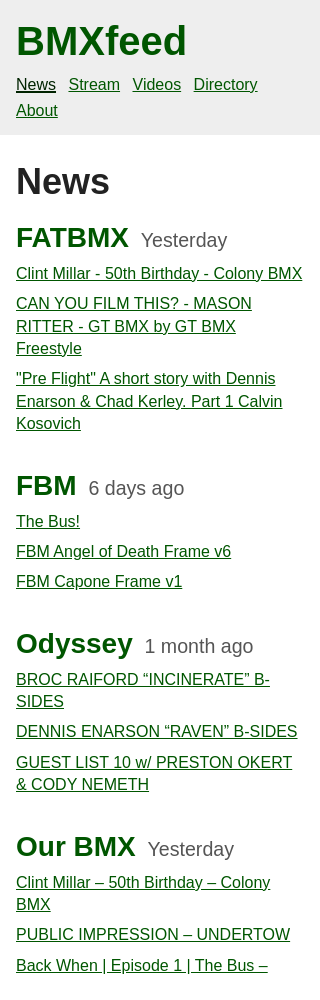 BMXfeed
News Stream Videos Directory
About
News
FATBMX Yesterday
Clint Millar - 50th Birthday - Colony BMX
CAN YOU FILM THIS? - MASON
RITTER - GT BMX by GT BMX
Freestyle
"Pre Flight" A short story with Dennis
Enarson & Chad Kerley. Part 1 Calvin
Kosovich
FBM 6 days ago
The Bus!
FBM Angel of Death Frame v6
FBM Capone Frame v1
Odyssey 1 month ago
BROC RAIFORD “INCINERATE” B-
SIDES
DENNIS ENARSON “RAVEN” B-SIDES
GUEST LIST 10 w/ PRESTON OKERT
& CODY NEMETH
Our BMX Yesterday
Clint Millar – 50th Birthday – Colony
BMX
PUBLIC IMPRESSION – UNDERTOW
Back When | Episode 1 | The Bus –